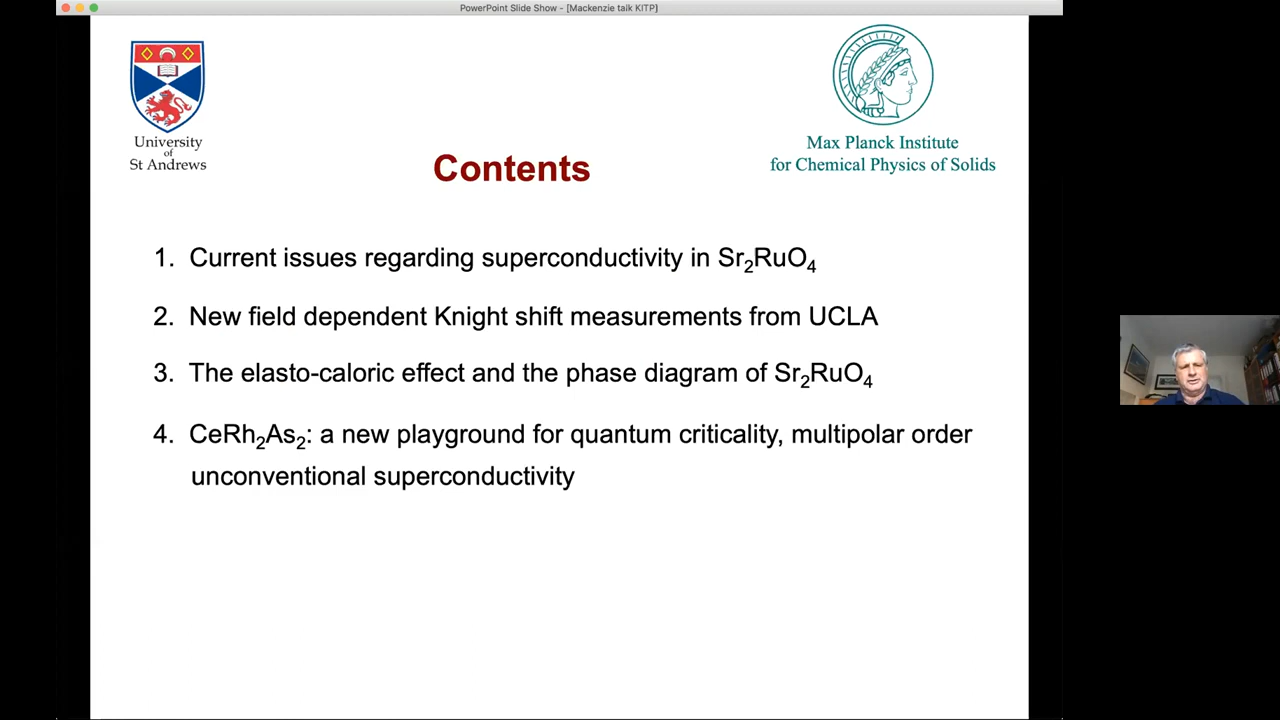 PowerPoint Slide Show - [Mackenzie talk KITP]
University
of
St Andrews
Max Planck Institute
for Chemical Physics of Solids
Contents
1. Current issues regarding superconductivity in Sr₂RuO₄
2. New field dependent Knight shift measurements from UCLA
3. The elasto-caloric effect and the phase diagram of Sr₂RuO₄
4. CeRh₂As₂: a new playground for quantum criticality, multipolar order
unconventional superconductivity